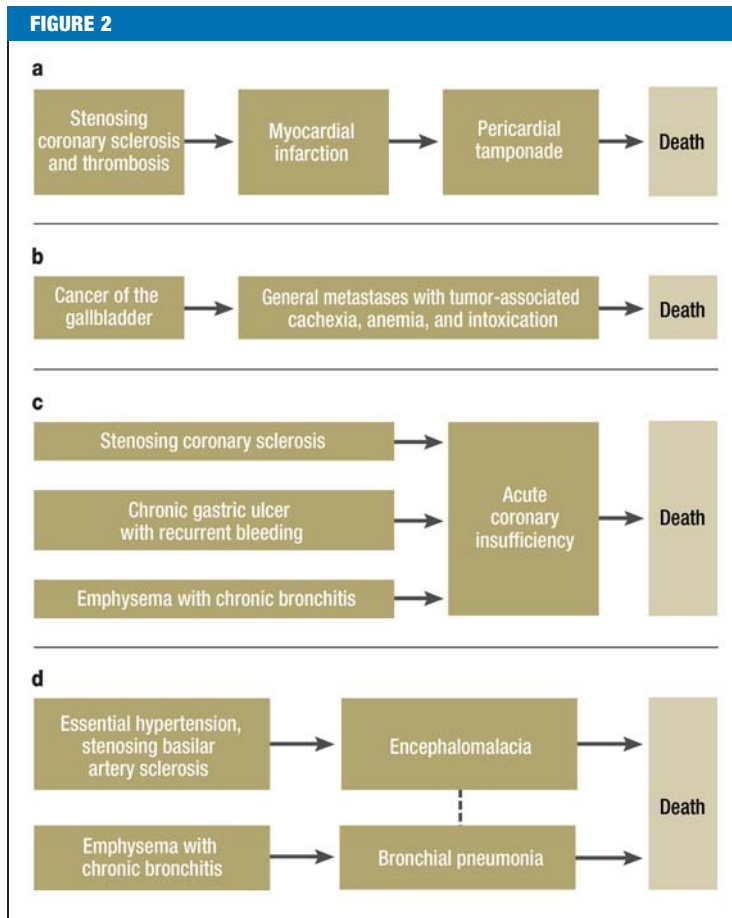 FIGURE 2
a
Stenosing
coronary sclerosis
and thrombosis
Myocardial
infarction
Pericardial
tamponade
Death
b
Cancer of the
gallbladder
General metastases with tumor-associated
cachexia, anemia, and intoxication
Death
c
Stenosing coronary sclerosis
Chronic gastric ulcer
with recurrent bleeding
Emphysema with chronic bronchitis
Acute
coronary
insufficiency
Death
d
Essential hypertension,
stenosing basilar
artery sclerosis
Encephalomalacia
Emphysema with
chronic bronchitis
Bronchial pneumonia
Death